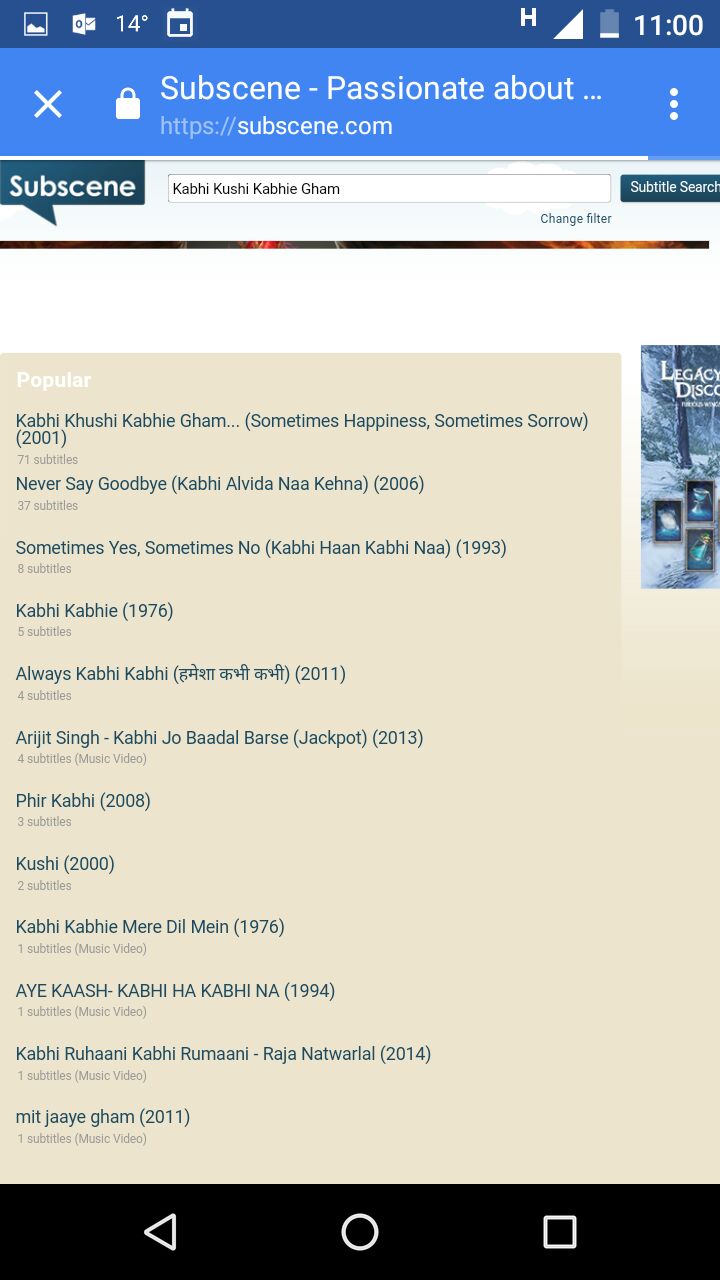 14°
H
11:00
Subscene - Passionate about ...
https://subscene.com
Subscene
Kabhi Kushi Kabhie Gham
Subtitle Search
Change filter
Popular
Kabhi Khushi Kabhie Gham... (Sometimes Happiness, Sometimes Sorrow)
(2001)
71 subtitles
Never Say Goodbye (Kabhi Alvida Naa Kehna) (2006)
37 subtitles
Sometimes Yes, Sometimes No (Kabhi Haan Kabhi Naa) (1993)
8 subtitles
Kabhi Kabhie (1976)
5 subtitles
Always Kabhi Kabhi (हमेशा कभी कभी) (2011)
4 subtitles
Arijit Singh - Kabhi Jo Baadal Barse (Jackpot) (2013)
4 subtitles (Music Video)
Phir Kabhi (2008)
3 subtitles
Kushi (2000)
2 subtitles
Kabhi Kabhie Mere Dil Mein (1976)
1 subtitles (Music Video)
AYE KAASH- KABHI HA KABHI NA (1994)
1 subtitles (Music Video)
Kabhi Ruhaani Kabhi Rumaani - Raja Natwarlal (2014)
1 subtitles (Music Video)
mit jaaye gham (2011)
1 subtitles (Music Video)
LEGACY
DISCO